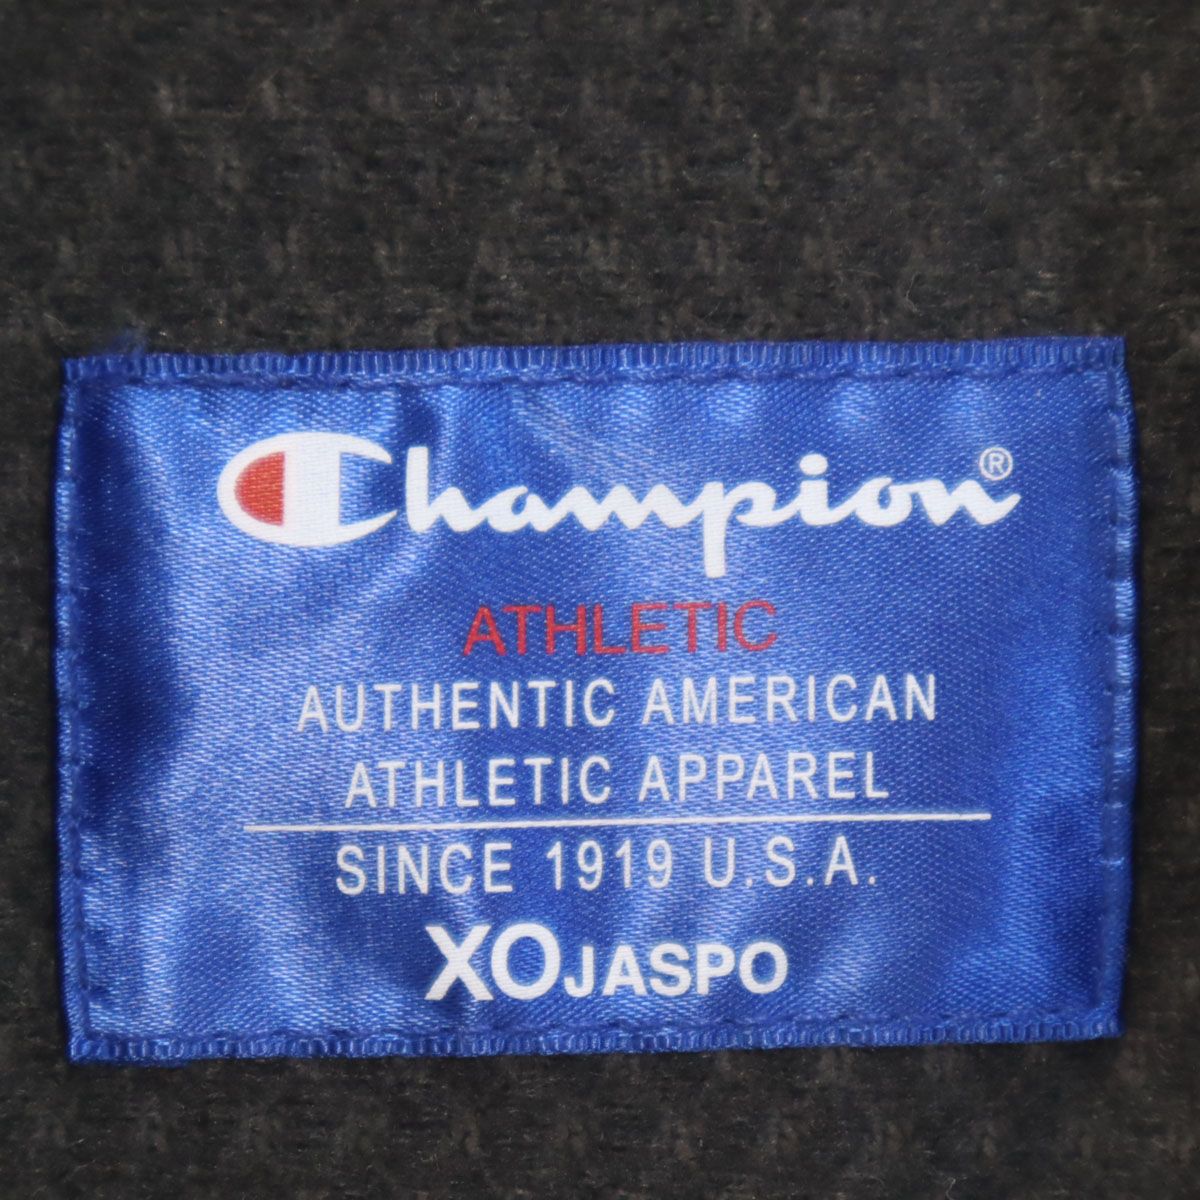 Champion®
ATHLETIC
AUTHENTIC AMERICAN
ATHLETIC APPAREL
SINCE 1919 U.S.A.
XOJASPO